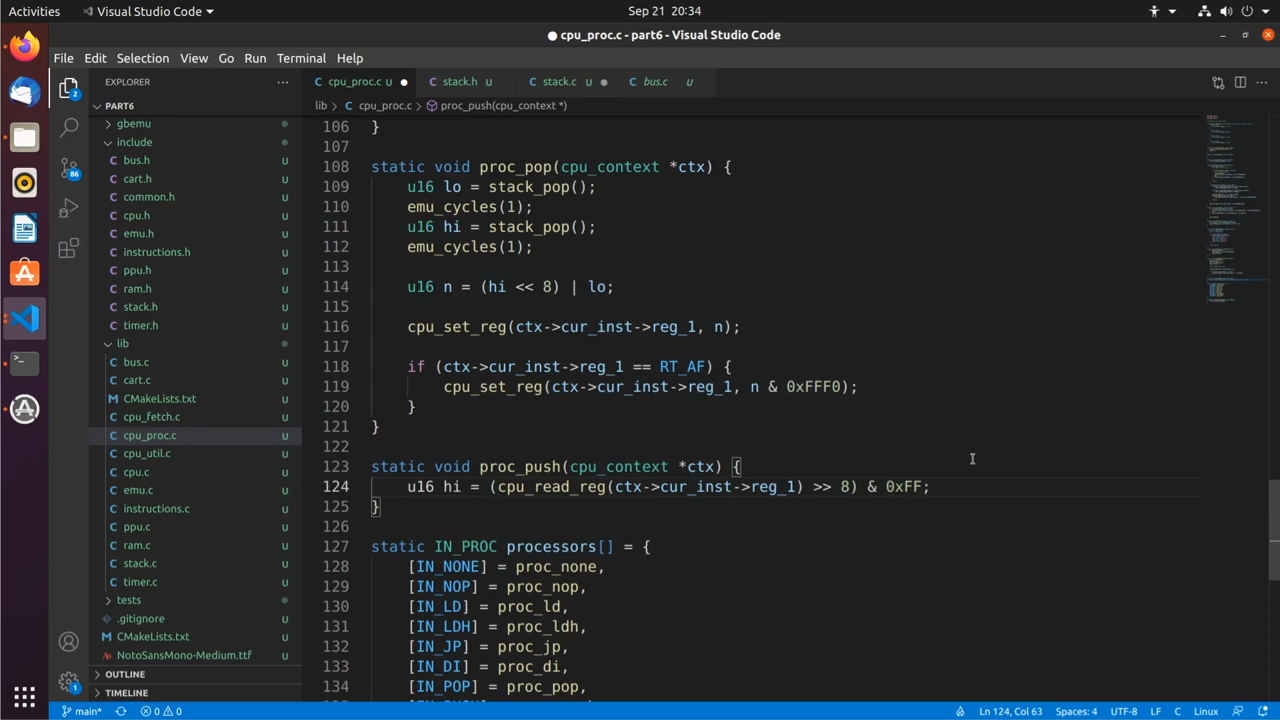 Activities
Visual Studio Code
Sep 21 20:34
cpu_proc.c - part6 - Visual Studio Code
File Edit Selection View Go Run Terminal Help
EXPLORER
cpu_proc.c U
stack.h U
stack.c U
bus.c U
PART6
lib > cpu_proc.c > proc_push(cpu_context *)
gbemu
include
bus.h U
cart.h U
common.h U
cpu.h U
emu.h U
instructions.h U
ppu.h U
ram.h U
stack.h U
timer.h U
lib
bus.c U
cart.c U
CMakeLists.txt U
cpu_fetch.c U
cpu_proc.c U
cpu_util.c U
cpu.c U
emu.c U
instructions.c U
ppu.c U
ram.c U
stack.c U
timer.c U
tests
.gitignore U
CMakeLists.txt U
NotoSansMono-Medium.ttf U
OUTLINE
TIMELINE
2
86
1
106 }
107
108 static void proc_pop(cpu_context *ctx) {
109 u16 lo = stack_pop();
110 emu_cycles(1);
111 u16 hi = stack_pop();
112 emu_cycles(1);
113
114 u16 n = (hi << 8) | lo;
115
116 cpu_set_reg(ctx->cur_inst->reg_1, n);
117
118 if (ctx->cur_inst->reg_1 == RT_AF) {
119 cpu_set_reg(ctx->cur_inst->reg_1, n & 0xFFF0);
120 }
121 }
122
123 static void proc_push(cpu_context *ctx) {
124 u16 hi = (cpu_read_reg(ctx->cur_inst->reg_1) >> 8) & 0xFF;
125 }
126
127 static IN_PROC processors[] = {
128 [IN_NONE] = proc_none,
129 [IN_NOP] = proc_nop,
130 [IN_LD] = proc_ld,
131 [IN_LDH] = proc_ldh,
132 [IN_JP] = proc_jp,
133 [IN_DI] = proc_di,
134 [IN_POP] = proc_pop,
main* 0 0
Ln 124, Col 63 Spaces: 4 UTF-8 LF C Linux